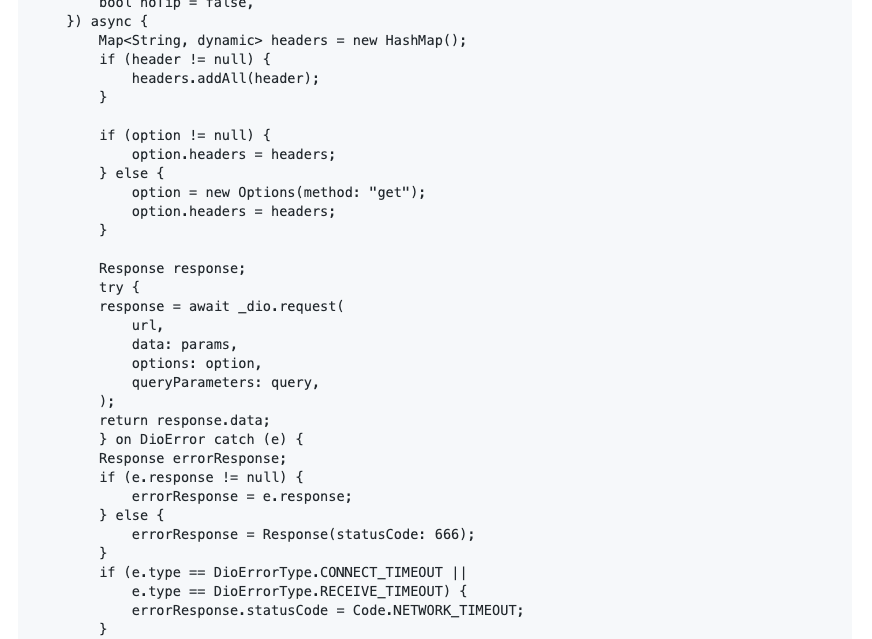 bool noTip = false,
}) async {
Map<String, dynamic> headers = new HashMap();
if (header != null) {
headers.addAll(header);
}
if (option != null) {
option.headers = headers;
} else {
option = new Options(method: "get");
option.headers = headers;
}
Response response;
try {
response = await _dio.request(
url,
data: params,
options: option,
queryParameters: query,
);
return response.data;
} on DioError catch (e) {
Response errorResponse;
if (e.response != null) {
errorResponse = e.response;
} else {
errorResponse = Response(statusCode: 666);
}
if (e.type == DioErrorType.CONNECT_TIMEOUT ||
e.type == DioErrorType.RECEIVE_TIMEOUT) {
errorResponse.statusCode = Code.NETWORK_TIMEOUT;
}